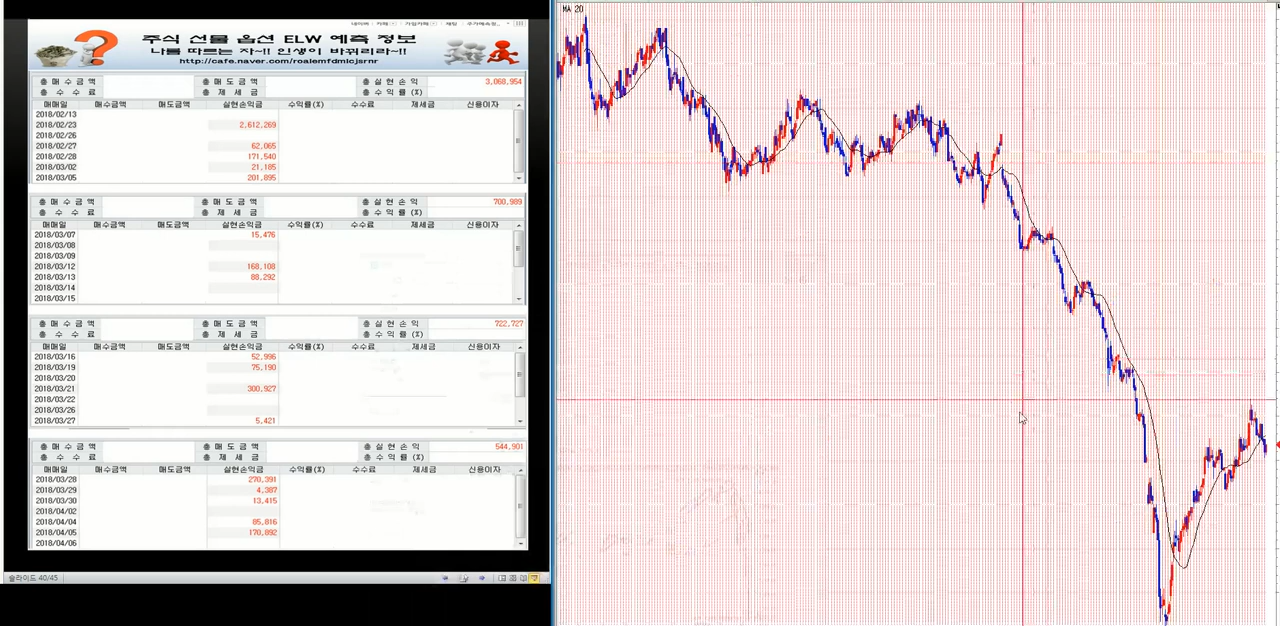 주식 선물 옵션 ELW 예측 정보
나를 따르는 자~!! 인생이 바뀌리라~!!
http://cafe.naver.com/roalemfdmlcjsrnr
총 매 수 금 액 총 매 도 금 액 총 실 현 손 익 3,068,954
총 수 수 료 총 제 세 금 총 수 익 률 (%)
매매일 매수금액 매도금액 실현손익금 수익률(%) 수수료 제세금 신용이자
2018/02/13
2018/02/23 2,612,269
2018/02/26
2018/02/27 62,065
2018/02/28 171,540
2018/03/02 21,185
2018/03/05 201,895
총 매 수 금 액 총 매 도 금 액 총 실 현 손 익 700,989
총 수 수 료 총 제 세 금 총 수 익 률 (%)
매매일 매수금액 매도금액 실현손익금 수익률(%) 수수료 제세금 신용이자
2018/03/07 15,476
2018/03/08
2018/03/09
2018/03/12 168,108
2018/03/13 88,292
2018/03/14
2018/03/15
총 매 수 금 액 총 매 도 금 액 총 실 현 손 익 722,727
총 수 수 료 총 제 세 금 총 수 익 률 (%)
매매일 매수금액 매도금액 실현손익금 수익률(%) 수수료 제세금 신용이자
2018/03/16 52,996
2018/03/19 75,190
2018/03/20
2018/03/21 300,927
2018/03/22
2018/03/26
2018/03/27 5,421
총 매 수 금 액 총 매 도 금 액 총 실 현 손 익 544,901
총 수 수 료 총 제 세 금 총 수 익 률 (%)
매매일 매수금액 매도금액 실현손익금 수익률(%) 수수료 제세금 신용이자
2018/03/28 270,391
2018/03/29 4,387
2018/03/30 13,415
2018/04/02
2018/04/04 85,816
2018/04/05 170,892
2018/04/06
슬라이드 40/45
MA 20